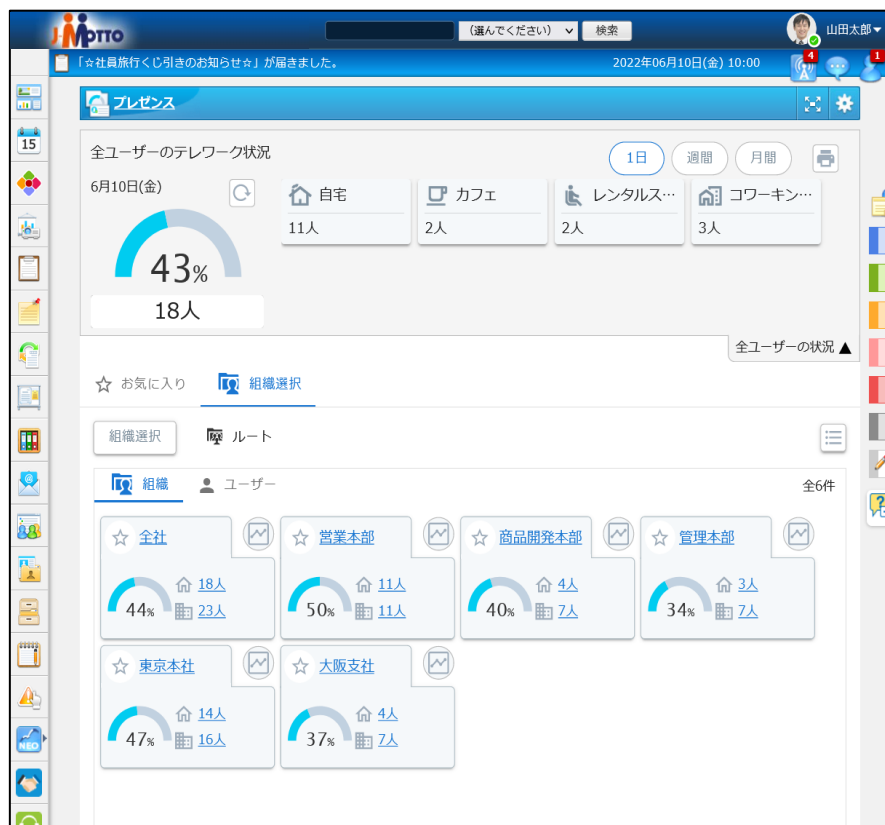 J-MOTTO
(選んでください)
検索
山田太郎▼
「☆社員旅行くじ引きのお知らせ☆」が届きました。
2022年06月10日(金) 10:00
4
1
プレゼンス
15
全ユーザーのテレワーク状況
1日
週間
月間
6月10日(金)
自宅
カフェ
レンタルス…
コワーキン…
11人
2人
2人
3人
43%
18人
全ユーザーの状況 ▲
お気に入り
組織選択
組織選択
ルート
組織
ユーザー
全6件
全社
営業本部
商品開発本部
管理本部
44% 18人 23人
50% 11人 11人
40% 4人 7人
34% 3人 7人
東京本社
大阪支社
47% 14人 16人
37% 4人 7人
NEO